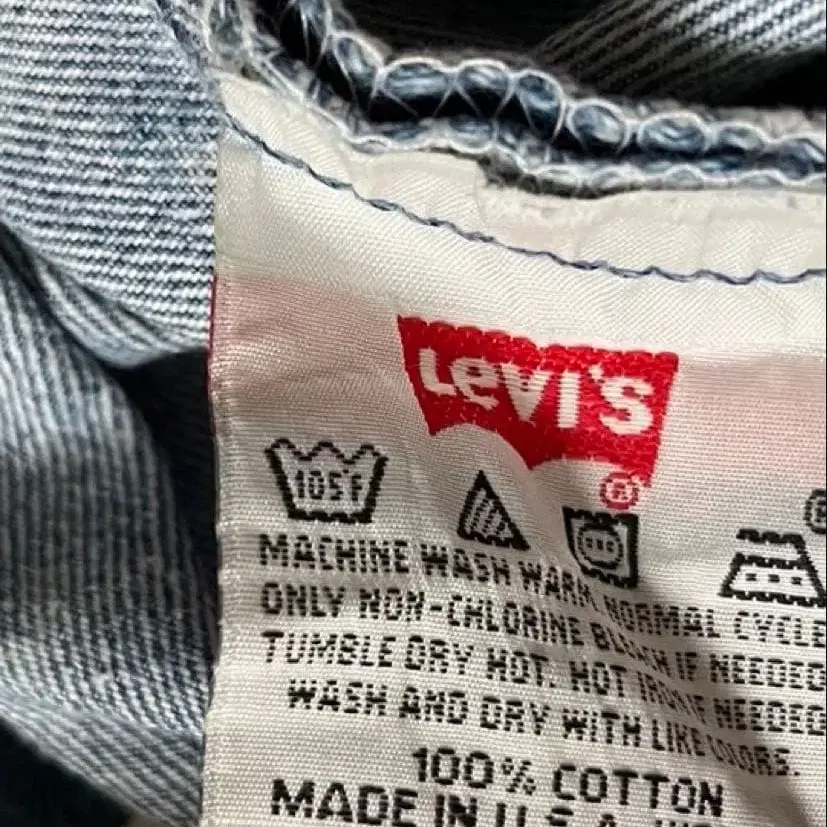 LEVI'S
®
105°F
®
MACHINE WASH WARM, NORMAL CYCLE
ONLY NON-CHLORINE BLEACH IF NEEDED
TUMBLE DRY HOT. HOT IRON IF NEEDED
WASH AND DRY WITH LIKE COLORS.
100% COTTON
MADE IN U.S.A.